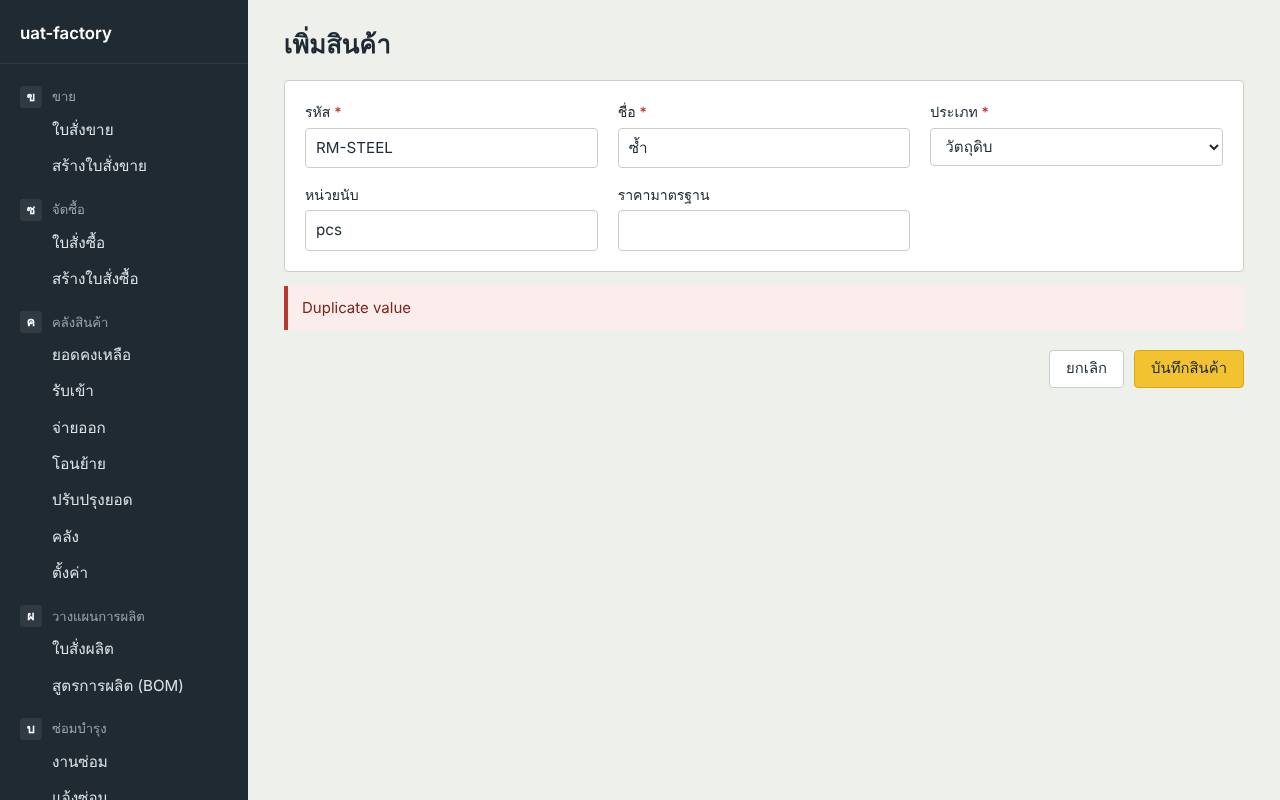 uat-factory
ข ขาย
ใบสั่งขาย
สร้างใบสั่งขาย
ซ จัดซื้อ
ใบสั่งซื้อ
สร้างใบสั่งซื้อ
ค คลังสินค้า
ยอดคงเหลือ
รับเข้า
จ่ายออก
โอนย้าย
ปรับปรุงยอด
คลัง
ตั้งค่า
ผ วางแผนการผลิต
ใบสั่งผลิต
สูตรการผลิต (BOM)
บ ซ่อมบำรุง
งานซ่อม
แจ้งซ่อม
เพิ่มสินค้า
รหัส * ชื่อ * ประเภท *
RM-STEEL ซ้ำ วัตถุดิบ
หน่วยนับ ราคามาตรฐาน
pcs
Duplicate value
ยกเลิก บันทึกสินค้า